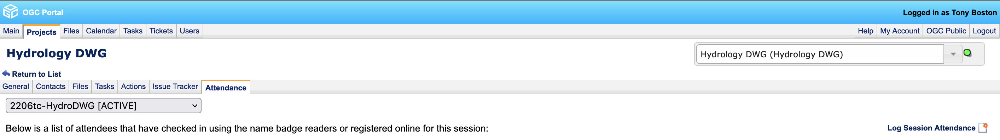 OGC Portal
Logged in as Tony Boston
Main Projects Files Calendar Tasks Tickets Users Help My Account OGC Public Logout
Hydrology DWG
Hydrology DWG (Hydrology DWG)
Return to List
General Contacts Files Tasks Actions Issue Tracker Attendance
2206tc-HydroDWG [ACTIVE]
Below is a list of attendees that have checked in using the name badge readers or registered online for this session:
Log Session Attendance